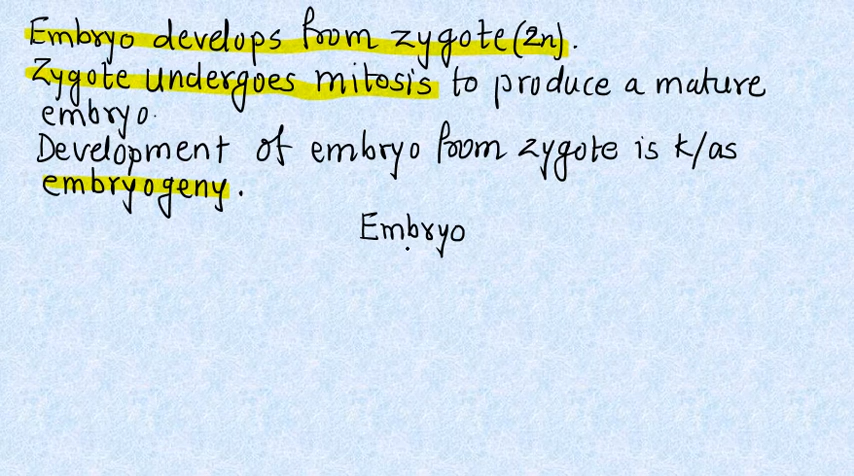 Embryo develops from zygote(2n).
Zygote undergoes mitosis to produce a mature
embryo.
Development of embryo from zygote is k/as
embryogeny.
Embryo